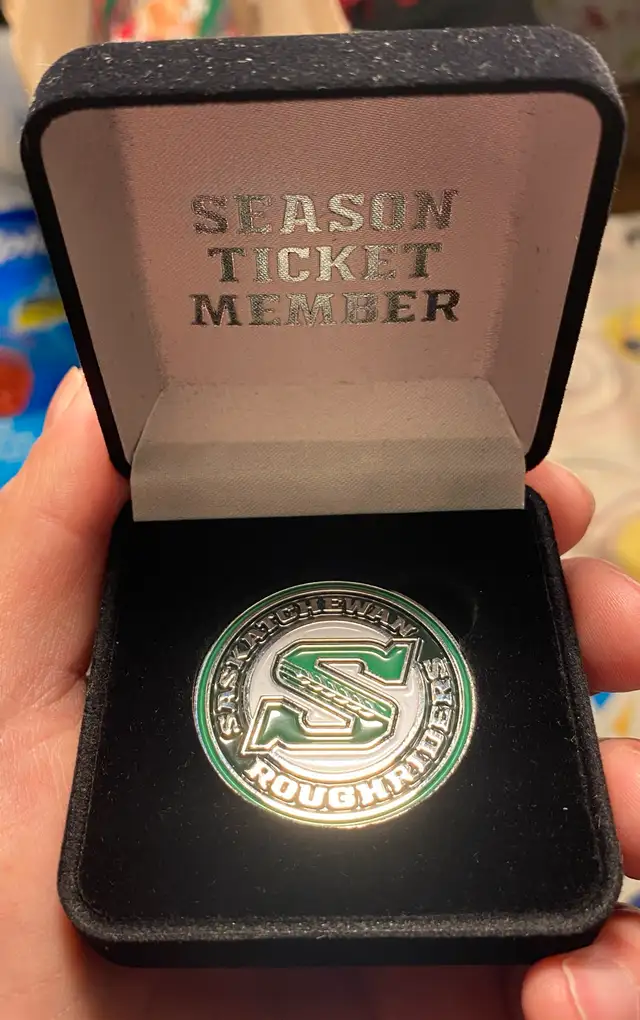 SEASON
TICKET
MEMBER
SASKATCHEWAN
S
ROUGHRIDERS